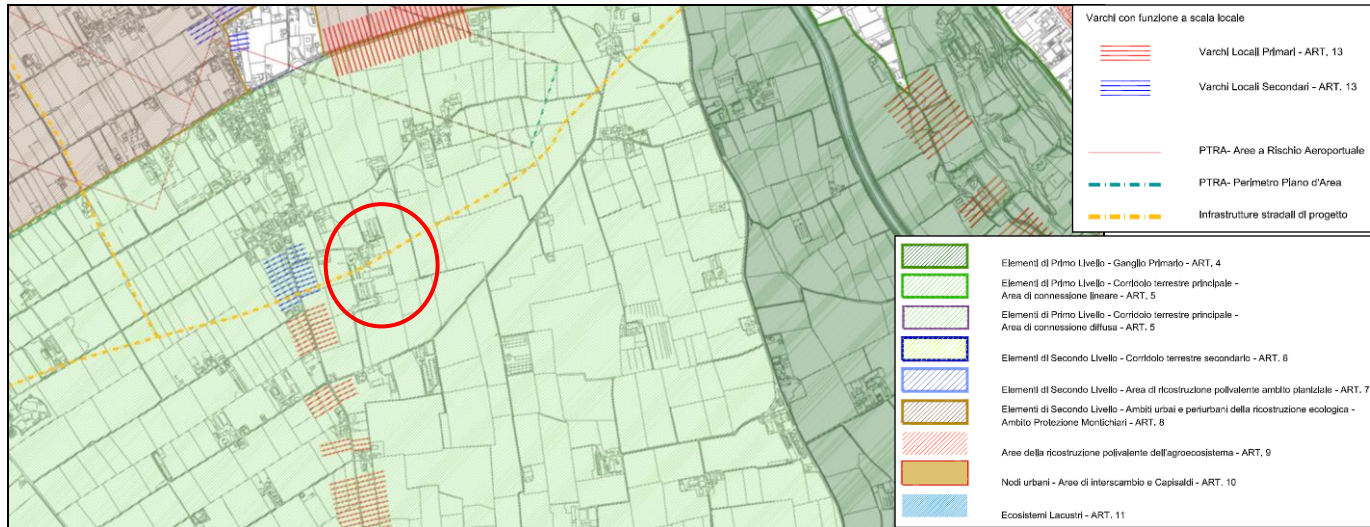 Varchi con funzione a scala locale
Varchi Locali Primari - ART. 13
Varchi Locali Secondari - ART. 13
PTRA- Aree a Rischio Aeroportuale
PTRA- Perimetro Piano d'Area
Infrastrutture stradali di progetto
Elementi di Primo Livello - Ganglio Primario - ART. 4
Elementi di Primo Livello - Corridoio terrestre principale -
Area di connessione lineare - ART. 5
Elementi di Primo Livello - Corridoio terrestre principale -
Area di connessione diffusa - ART. 5
Elementi di Secondo Livello - Corridoio terrestre secondario - ART. 6
Elementi di Secondo Livello - Area di ricostruzione polivalente ambito planiziale - ART. 7
Elementi di Secondo Livello - Ambiti urbai e periurbani della ricostruzione ecologica -
Ambito Protezione Montichiari - ART. 8
Aree della ricostruzione polivalente dell'agroecosistema - ART. 9
Nodi urbani - Aree di interscambio e Capisaldi - ART. 10
Ecosistemi Lacustri - ART. 11